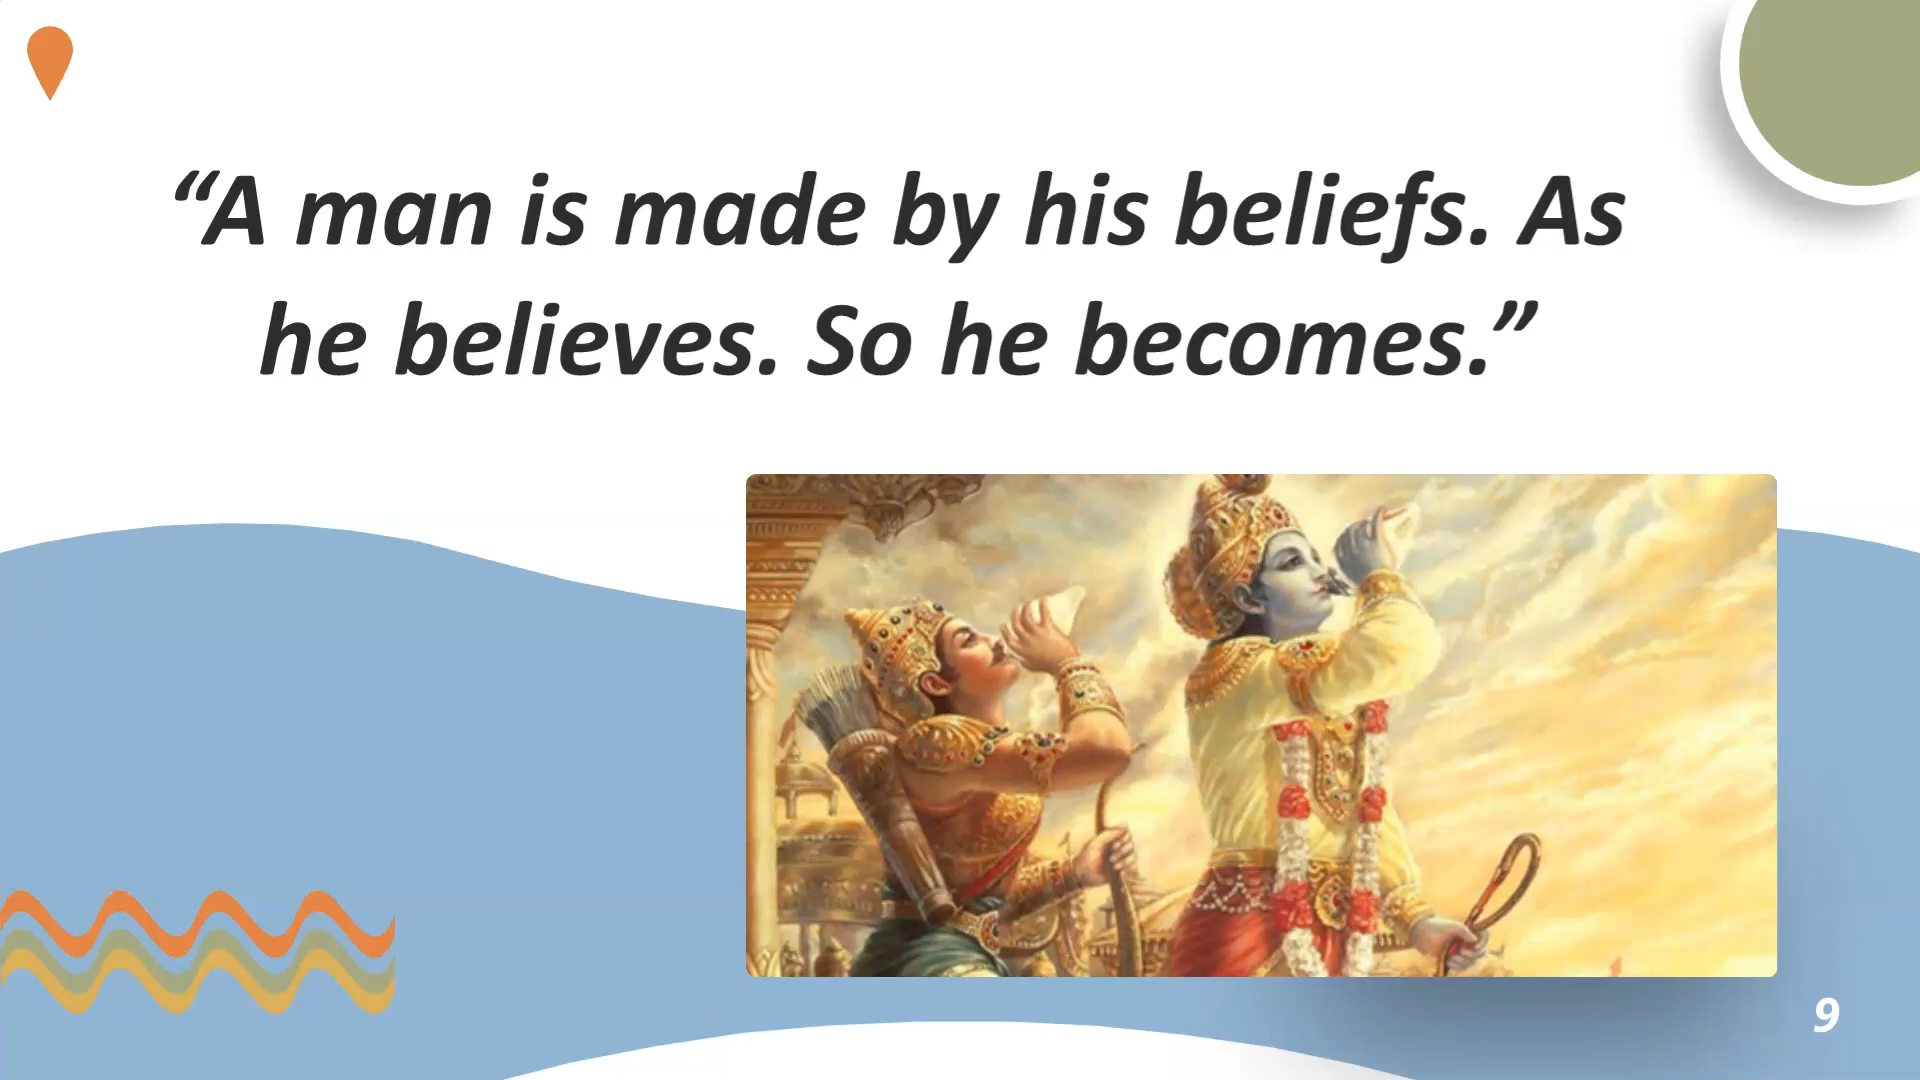 “A man is made by his beliefs. As
he believes. So he becomes.”
9